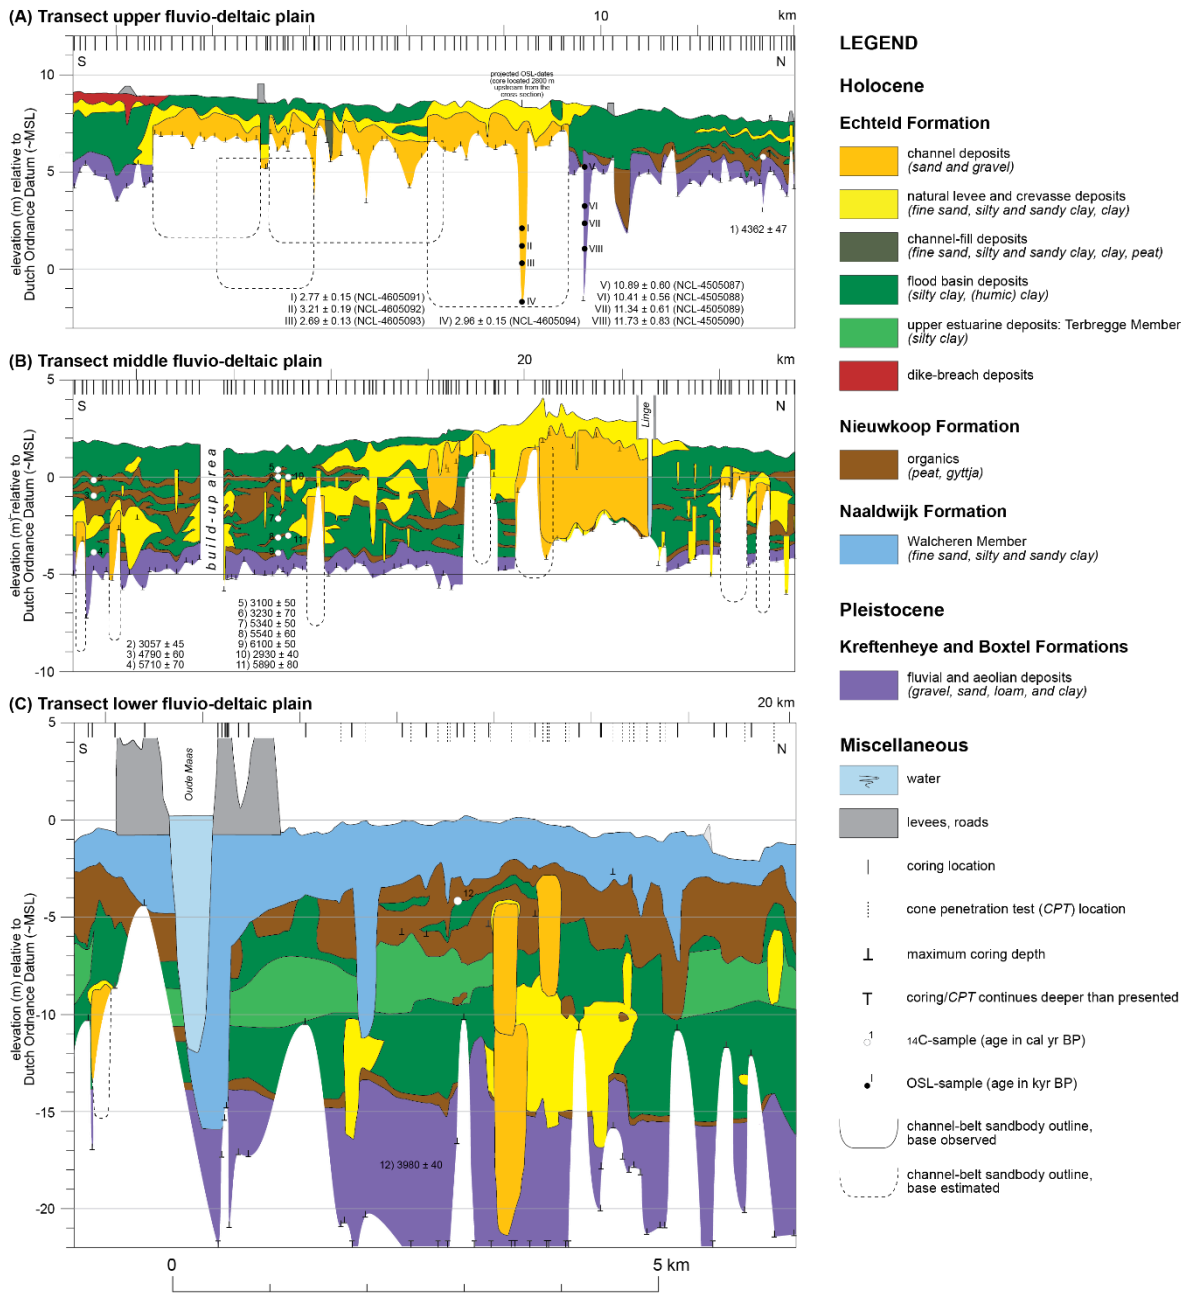 (A) Transect upper fluvio-deltaic plain
10
km
S
N
projected OSL-dates
(core located 2800 m
upstream from the
cross section)
10
5
0
elevation (m) relative to
Dutch Ordnance Datum (~MSL)
I
II
III
IV
V
VI
VII
VIII
1
1) 4362 ± 47
I) 2.77 ± 0.15 (NCL-4605091)
II) 3.21 ± 0.19 (NCL-4605092)
III) 2.69 ± 0.13 (NCL-4605093)
IV) 2.96 ± 0.15 (NCL-4605094)
V) 10.89 ± 0.60 (NCL-4505087)
VI) 10.41 ± 0.56 (NCL-4505088)
VII) 11.34 ± 0.61 (NCL-4505089)
VIII) 11.73 ± 0.83 (NCL-4505090)
(B) Transect middle fluvio-deltaic plain
20
km
5
S
N
Linge
0
-5
-10
elevation (m) relative to
Dutch Ordnance Datum (~MSL)
build-up area
2
4
5
10
7
11
2) 3057 ± 45
3) 4790 ± 60
4) 5710 ± 70
5) 3100 ± 50
6) 3230 ± 70
7) 5340 ± 50
8) 5540 ± 60
9) 6100 ± 50
10) 2930 ± 40
11) 5890 ± 80
(C) Transect lower fluvio-deltaic plain
20 km
5
S
N
Oude Maas
0
-5
-10
-15
-20
elevation (m) relative to
Dutch Ordnance Datum (~MSL)
12
12) 3980 ± 40
0
5 km
LEGEND
Holocene
Echteld Formation
channel deposits
(sand and gravel)
natural levee and crevasse deposits
(fine sand, silty and sandy clay, clay)
channel-fill deposits
(fine sand, silty and sandy clay, clay, peat)
flood basin deposits
(silty clay, (humic) clay)
upper estuarine deposits: Terbregge Member
(silty clay)
dike-breach deposits
Nieuwkoop Formation
organics
(peat, gyttja)
Naaldwijk Formation
Walcheren Member
(fine sand, silty and sandy clay)
Pleistocene
Kreftenheye and Boxtel Formations
fluvial and aeolian deposits
(gravel, sand, loam, and clay)
Miscellaneous
water
levees, roads
coring location
cone penetration test (CPT) location
maximum coring depth
coring/CPT continues deeper than presented
1
14C-sample (age in cal yr BP)
I
OSL-sample (age in kyr BP)
channel-belt sandbody outline,
base observed
channel-belt sandbody outline,
base estimated